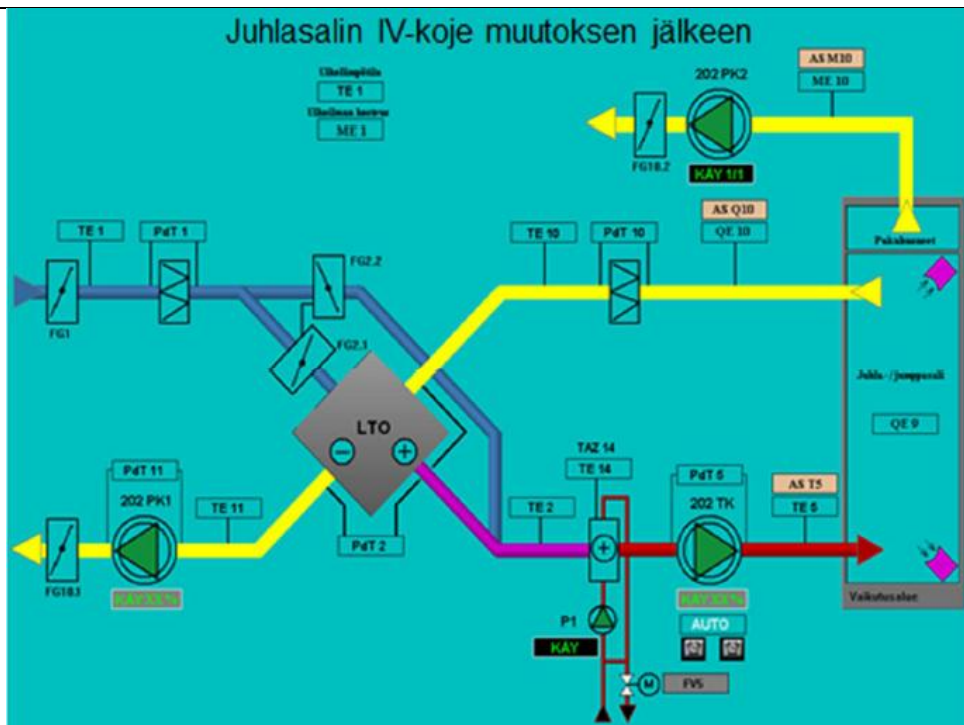 Juhlasalin IV-koje muutoksen jälkeen
Ulkolämpötila
TE 1
Ulkoilman kosteus
ME 1
202 PK2
AS M10
ME 10
FG18.2
KÄY 1/1
TE 1
PdT 1
TE 10
PdT 10
AS Q10
QE 10
Pukuhuoneet
FG1
FG2.2
FG2.1
Juhla- / jumppasali
QE 9
LTO
TAZ 14
TE 14
PdT 11
202 PK1
TE 11
PdT 2
TE 2
PdT 5
202 TK
AS T5
TE 5
FG18.1
P1
KÄY
AUTO
M
FV5
Vaikutusalue